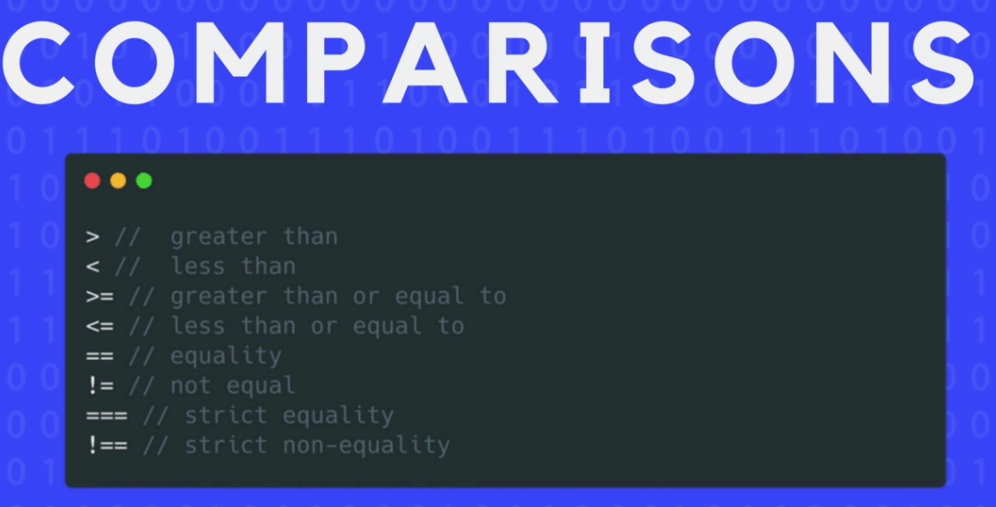 COMPARISONS
> //  greater than
< //  less than
>= // greater than or equal to
<= // less than or equal to
== // equality
!= // not equal
=== // strict equality
!== // strict non-equality